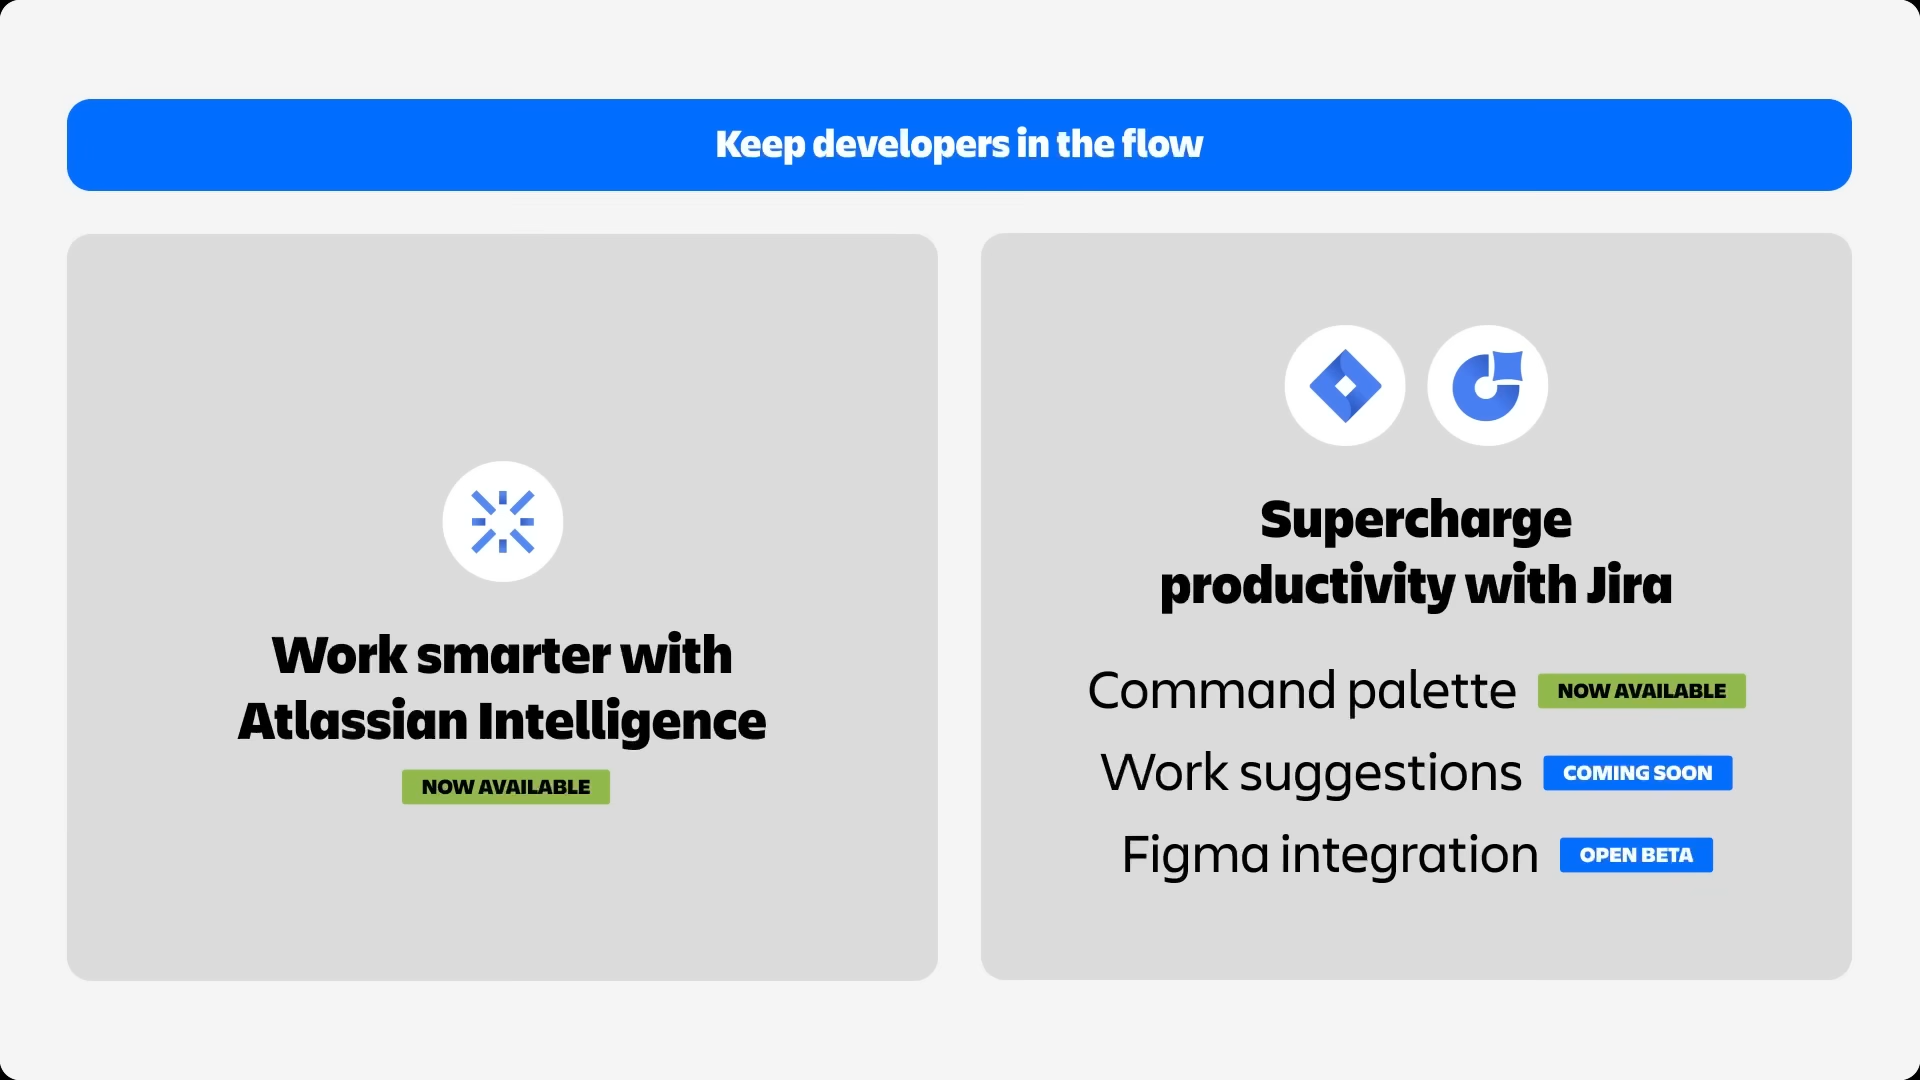 Keep developers in the flow
Work smarter with
Atlassian Intelligence
NOW AVAILABLE
Supercharge
productivity with Jira
Command palette NOW AVAILABLE
Work suggestions COMING SOON
Figma integration OPEN BETA